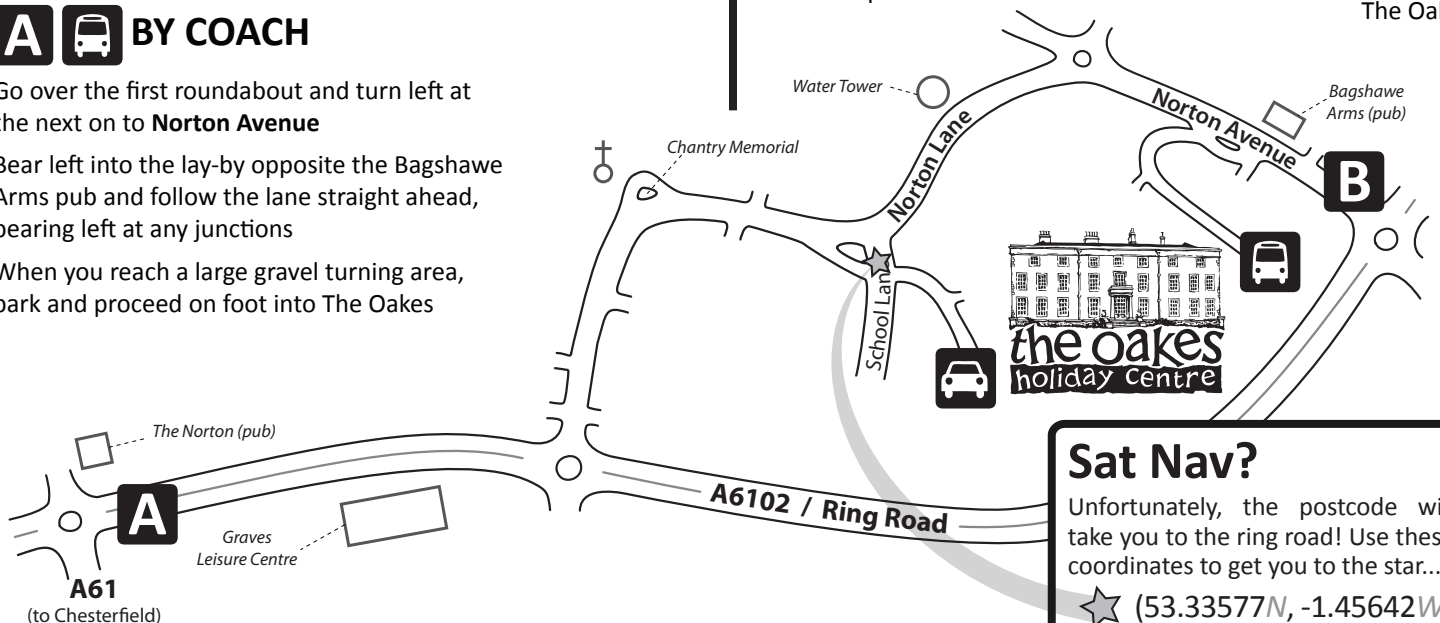 A BY COACH
Go over the first roundabout and turn left at
the next on to Norton Avenue
Bear left into the lay-by opposite the Bagshawe
Arms pub and follow the lane straight ahead,
bearing left at any junctions
When you reach a large gravel turning area,
park and proceed on foot into The Oakes
Water Tower
Chantry Memorial
Norton Lane
Norton Avenue
Bagshawe
Arms (pub)
B
School Lan
the oakes
holiday centre
The Norton (pub)
A
Graves
Leisure Centre
A61
(to Chesterfield)
A6102 / Ring Road
Sat Nav?
Unfortunately, the postcode
take you to the ring road! Use
coordinates to get you to the star...
(53.33577N, -1.45642W